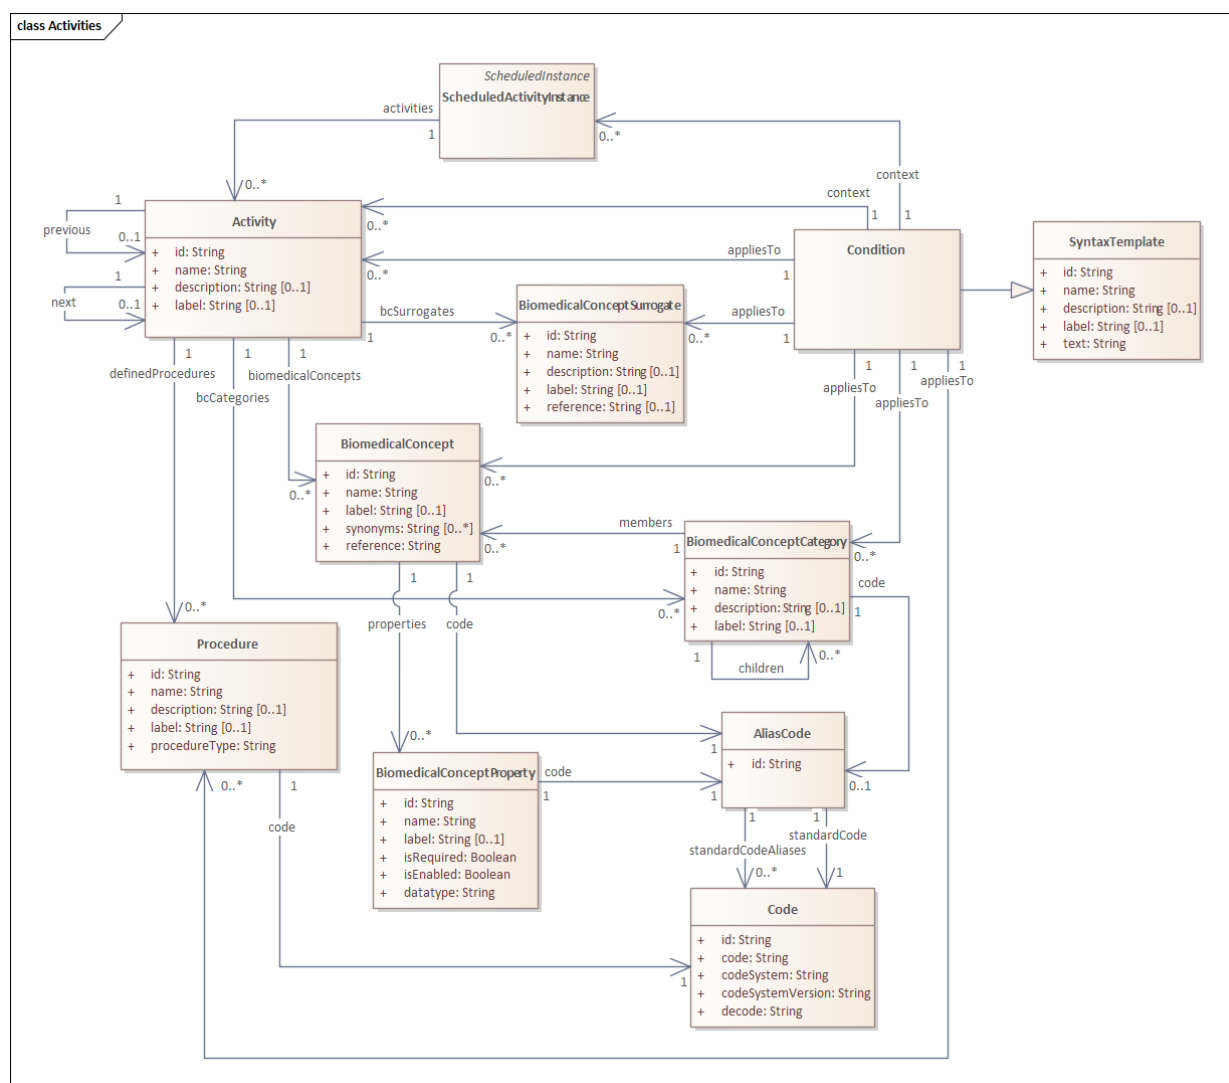 class Activities
ScheduledInstance
ScheduledActivityInstance
activities
1
0..*
context
1
0..*
0..*
context
1
0..*
Activity
+ id: String
+ name: String
+ description: String [0..1]
+ label: String [0..1]
1
previous
0..1
1
next
0..1
Condition
SyntaxTemplate
+ id: String
+ name: String
+ description: String [0..1]
+ label: String [0..1]
+ text: String
appliesTo
0..*
1
bcSurrogates
1
0..*
appliesTo
0..*
1
BiomedicalConceptSurrogate
+ id: String
+ name: String
+ description: String [0..1]
+ label: String [0..1]
+ reference: String [0..1]
1
definedProcedures
1
bcCategories
1
biomedicalConcepts
1
appliesTo
1
appliesTo
1
appliesTo
BiomedicalConcept
+ id: String
+ name: String
+ label: String [0..1]
+ synonyms: String [0..*]
+ reference: String
0..*
0..*
members
1
0..*
BiomedicalConceptCategory
+ id: String
+ name: String
+ description: String [0..1]
+ label: String [0..1]
0..*
code
1
0..*
1
children
0..*
1
properties
1
code
0..*
Procedure
+ id: String
+ name: String
+ description: String [0..1]
+ label: String [0..1]
+ procedureType: String
0..*
1
code
0..*
BiomedicalConceptProperty
+ id: String
+ name: String
+ label: String [0..1]
+ isRequired: Boolean
+ isEnabled: Boolean
+ datatype: String
code
1
1
1
AliasCode
+ id: String
0..1
1
standardCodeAliases
0..*
1
standardCode
1
Code
+ id: String
+ code: String
+ codeSystem: String
+ codeSystemVersion: String
+ decode: String
1